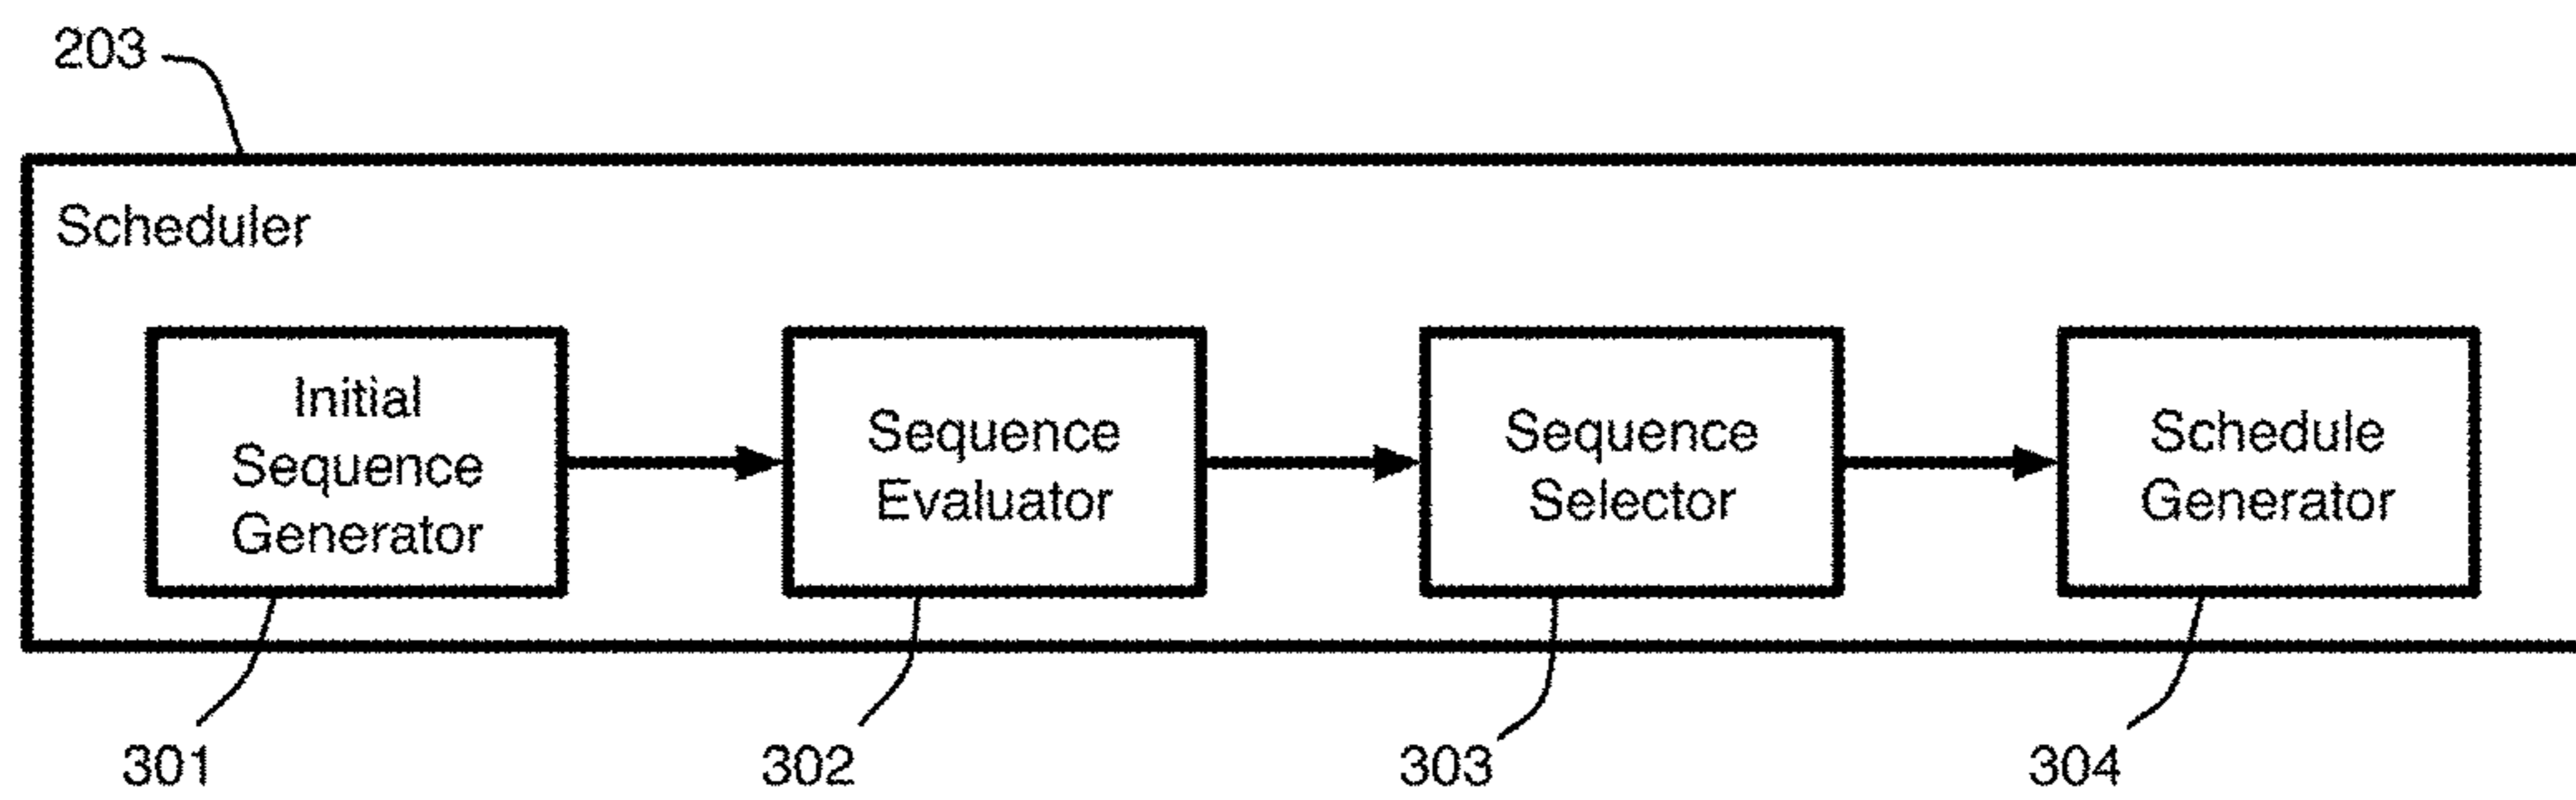 203
Scheduler
Initial
Sequence
Generator
Sequence
Evaluator
Sequence
Selector
Schedule
Generator
301
302
303
304